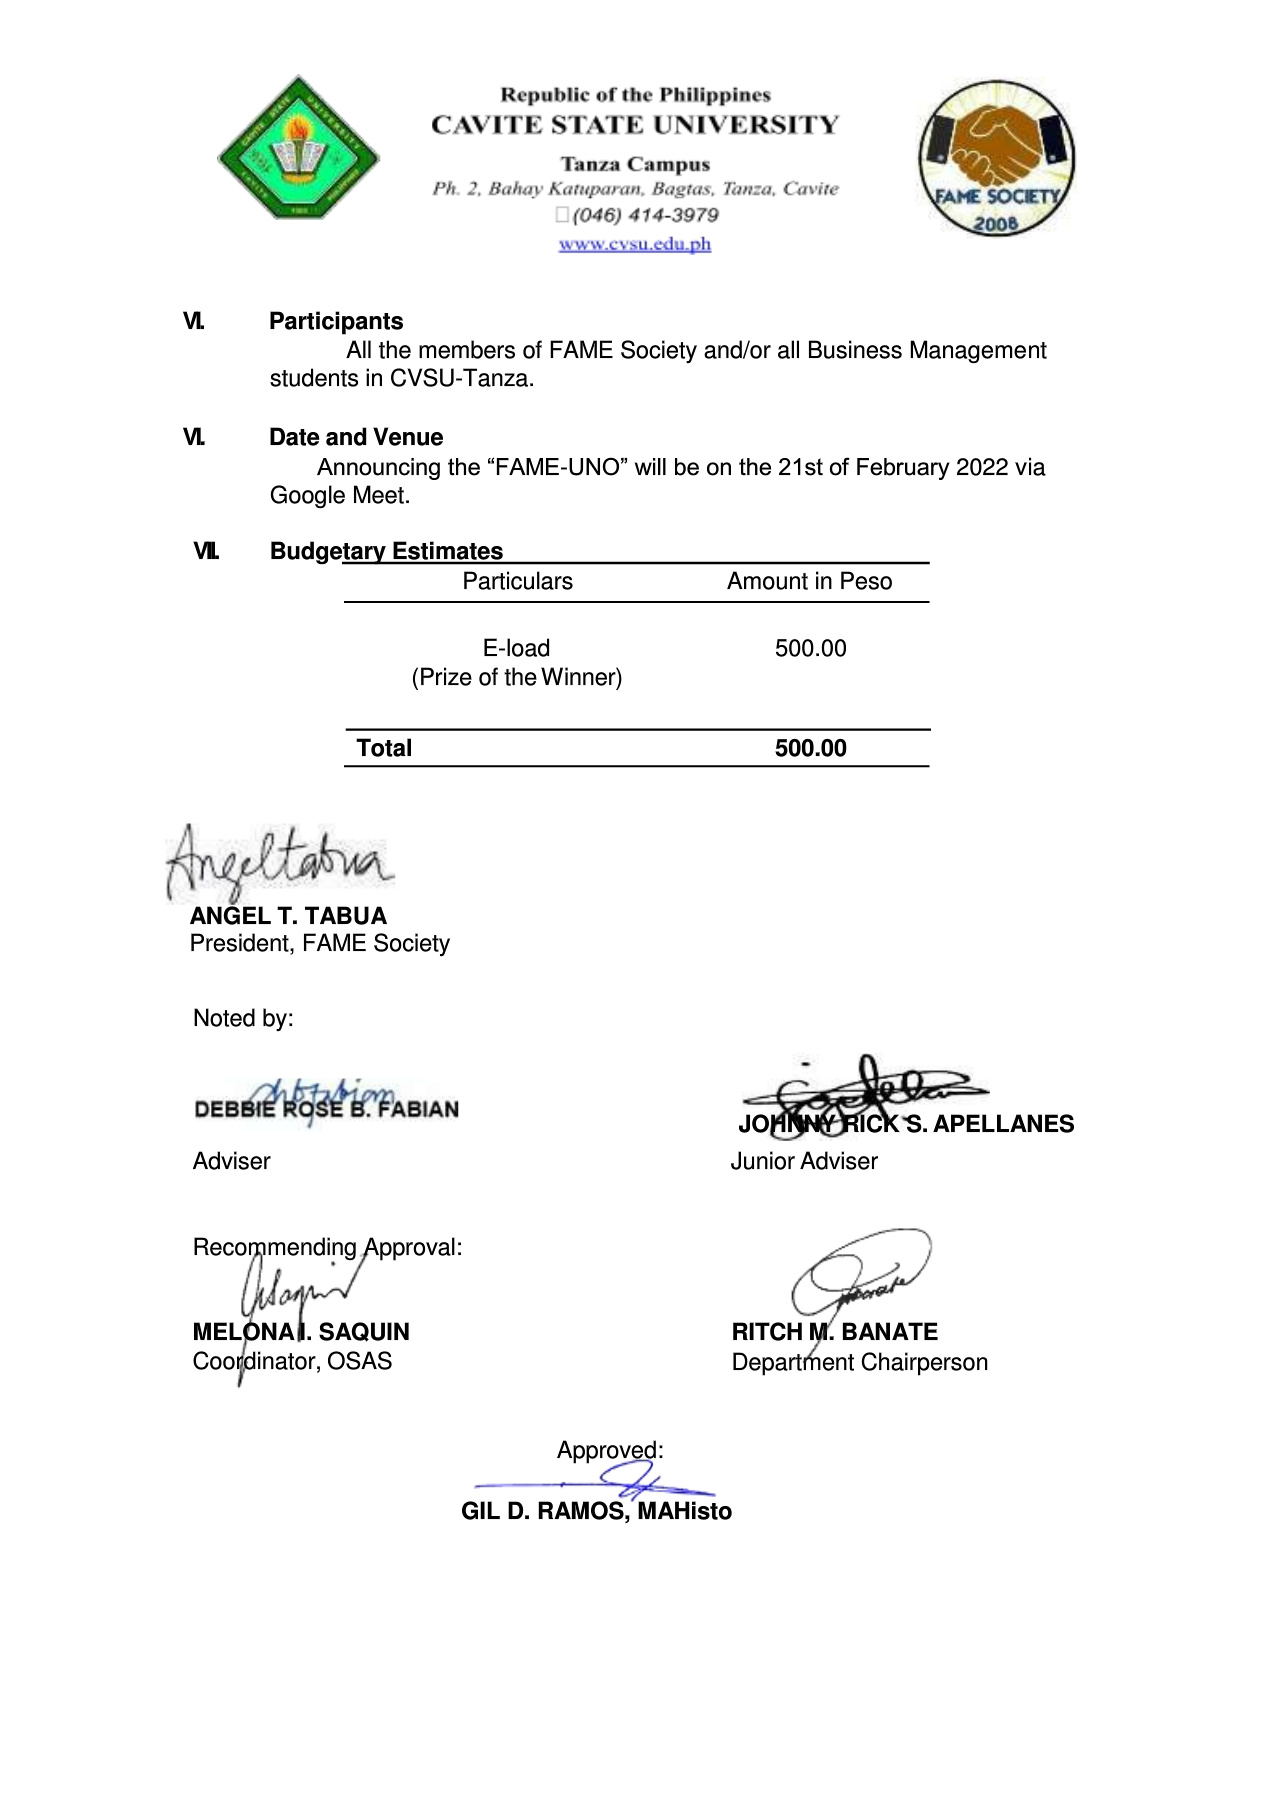 Republic of the Philippines
CAVITE STATE UNIVERSITY
Tanza Campus
Ph. 2, Bahay Katuparan, Bagtas, Tanza, Cavite
(046) 414-3979
www.cvsu.edu.ph
CAVITE STATE UNIVERSITY
FAME SOCIETY
2008
VI. Participants
All the members of FAME Society and/or all Business Management
students in CVSU-Tanza.
VI. Date and Venue
Announcing the “FAME-UNO” will be on the 21st of February 2022 via
Google Meet.
VII. Budgetary Estimates
Particulars Amount in Peso
E-load 500.00
(Prize of the Winner)
Total 500.00
Angel tabua
ANGEL T. TABUA
President, FAME Society
Noted by:
DEBBIE ROSE B. FABIAN JOHNNY RICK S. APELLANES
Adviser Junior Adviser
Recommending Approval:
MELONA I. SAQUIN RITCH M. BANATE
Coordinator, OSAS Department Chairperson
Approved:
GIL D. RAMOS, MAHisto